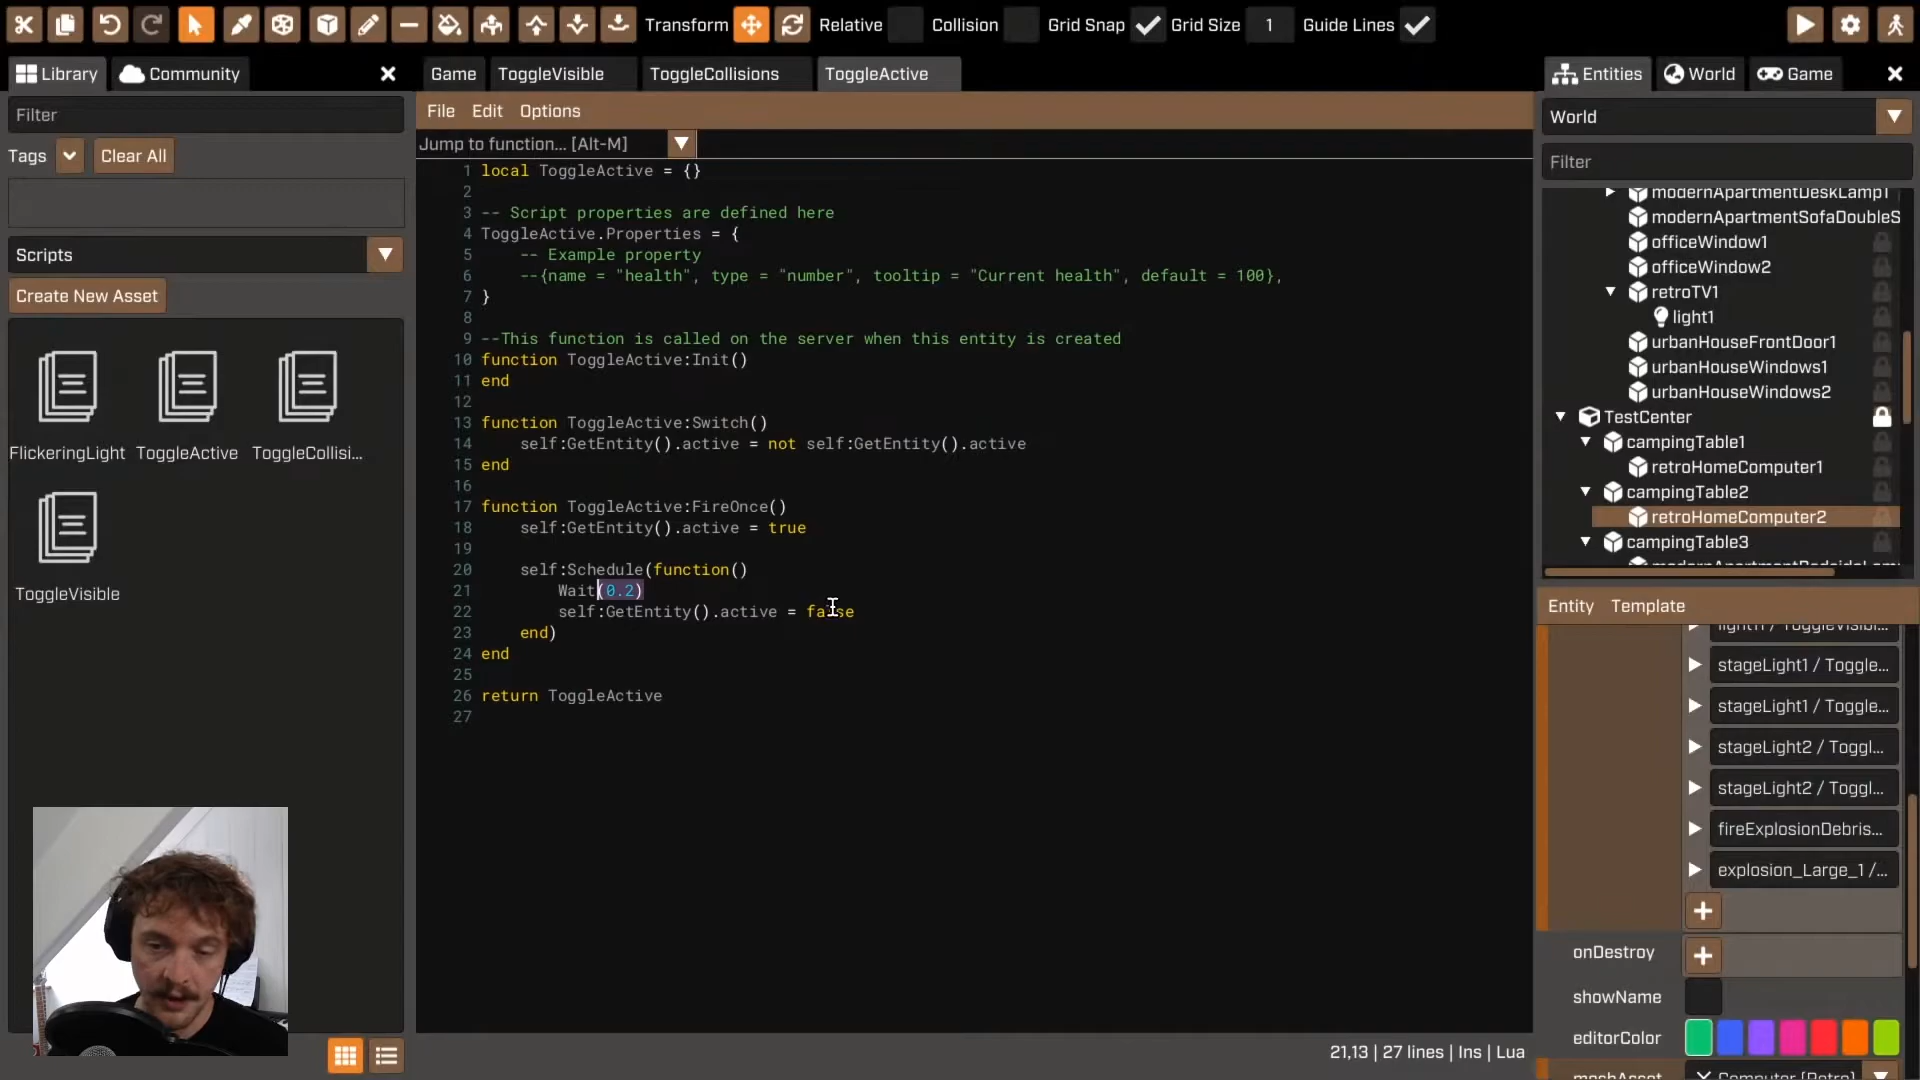 Transform Relative Collision Grid Snap Grid Size 1 Guide Lines
Library Community
Game ToggleVisible ToggleCollisions ToggleActive
Entities World Game
Filter
File Edit Options
World
Jump to function... [Alt-M]
Tags Clear All
Filter
Scripts
Create New Asset
FlickeringLight ToggleActive ToggleCollisi...
ToggleVisible
1 local ToggleActive = {}
2
3 -- Script properties are defined here
4 ToggleActive.Properties = {
5 -- Example property
6 --{name = "health", type = "number", tooltip = "Current health", default = 100},
7 }
8
9 --This function is called on the server when this entity is created
10 function ToggleActive:Init()
11 end
12
13 function ToggleActive:Switch()
14 self:GetEntity().active = not self:GetEntity().active
15 end
16
17 function ToggleActive:FireOnce()
18 self:GetEntity().active = true
19
20 self:Schedule(function()
21 Wait(0.2)
22 self:GetEntity().active = false
23 end)
24 end
25
26 return ToggleActive
27
21,13 | 27 lines | Ins | Lua
modernApartmentDeskLamp1
modernApartmentSofaDoubleS
officeWindow1
officeWindow2
retroTV1
light1
urbanHouseFrontDoor1
urbanHouseWindows1
urbanHouseWindows2
TestCenter
campingTable1
retroHomeComputer1
campingTable2
retroHomeComputer2
campingTable3
Entity Template
stageLight1 / Toggle...
stageLight1 / Toggle...
stageLight2 / Toggl...
stageLight2 / Toggl...
fireExplosionDebris...
explosion_Large_1 /...
onDestroy
showName
editorColor